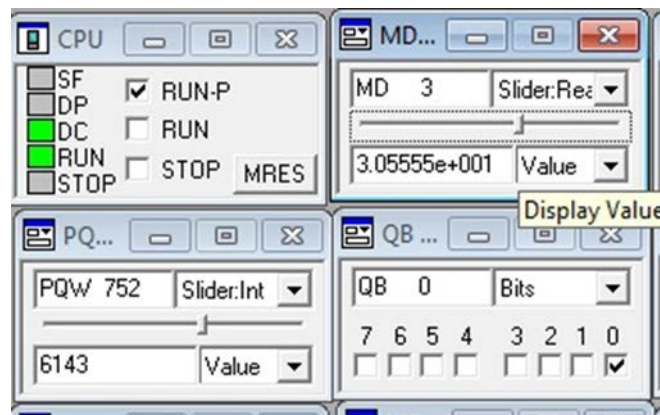 CPU
SF
DP
DC
RUN
STOP
RUN-P
RUN
STOP
MRES
MD...
MD 3 Slider:Rea
3.05555e+001 Value
Display Value
PQ...
PQW 752 Slider:Int
6143 Value
QB ...
QB 0 Bits
7 6 5 4 3 2 1 0